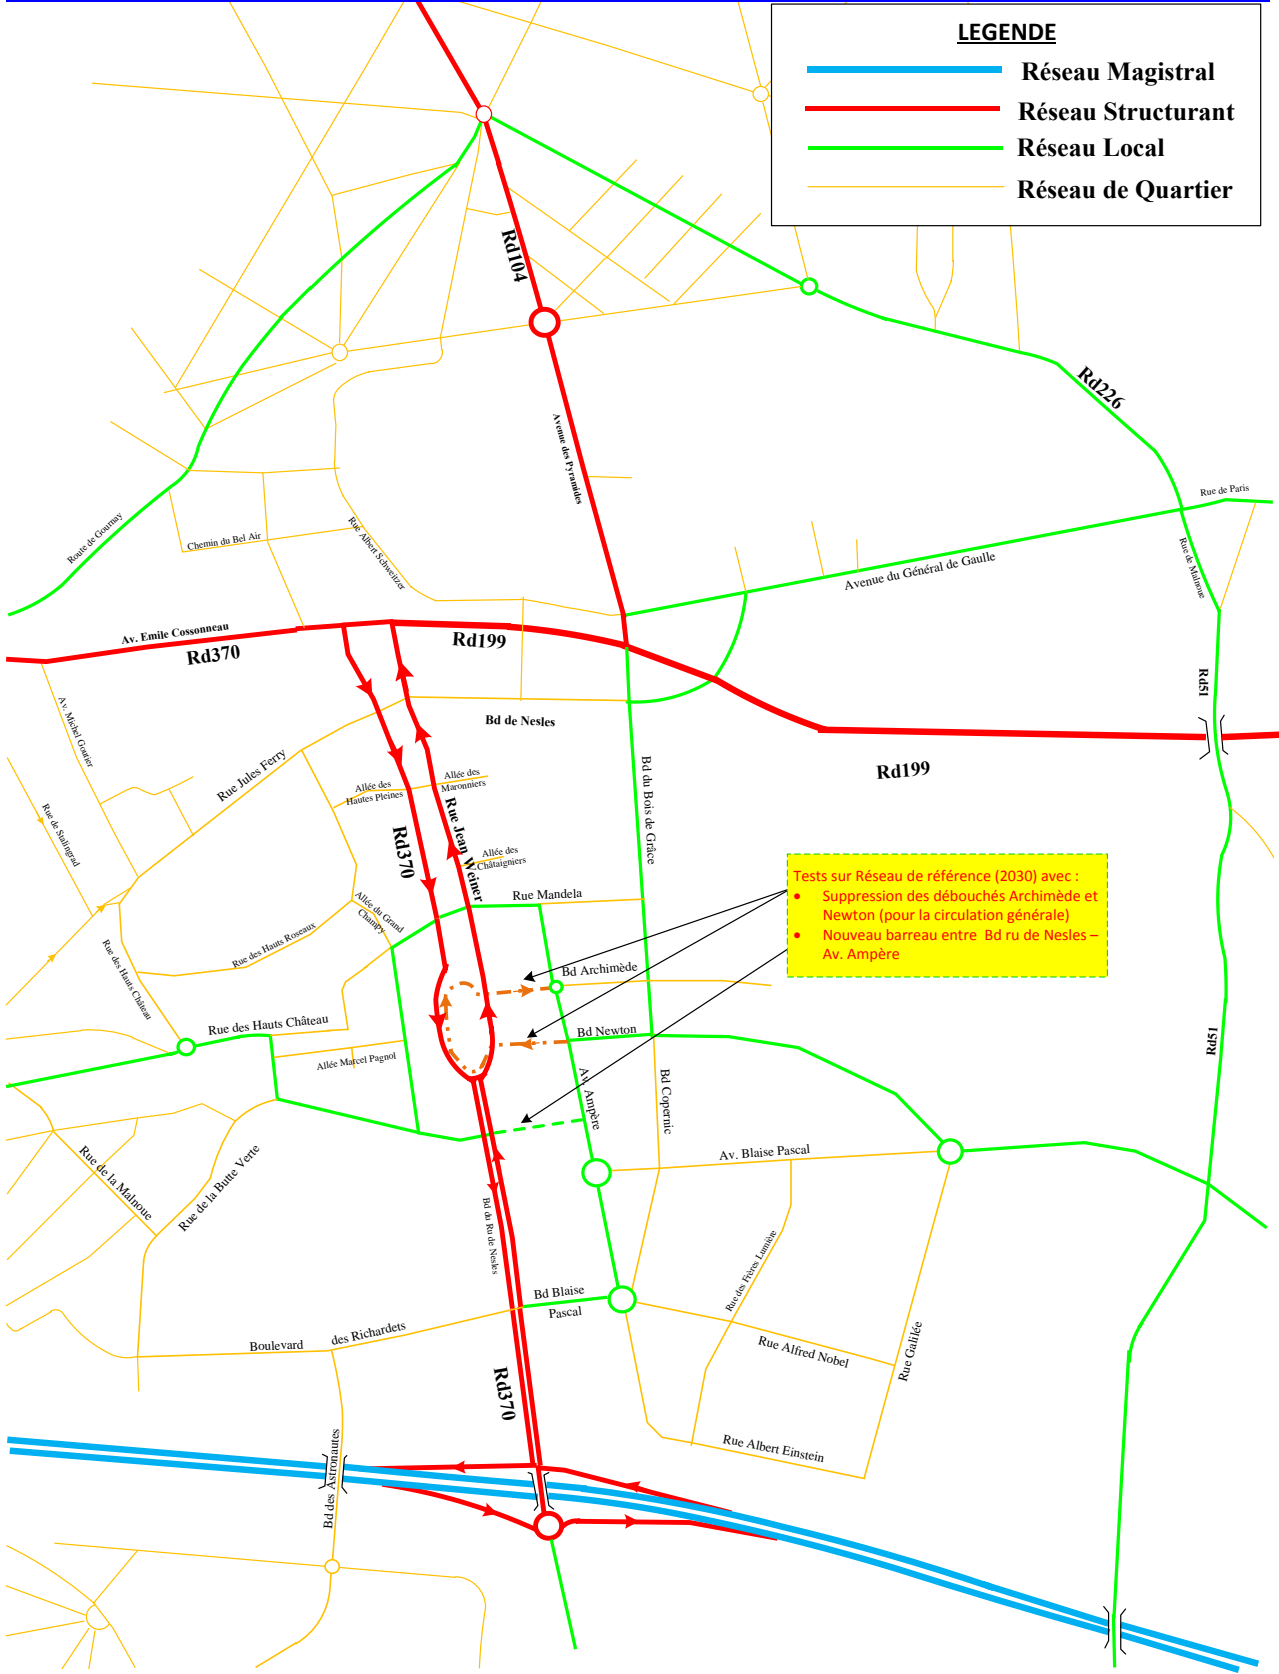 LEGENDE
Réseau Magistral
Réseau Structurant
Réseau Local
Réseau de Quartier
Rd104
Rd226
Avenue des Pyramides
Rue de Paris
Route de Gournay
Chemin du Bel Air
Rue Albert Schweitzer
Avenue du Général de Gaulle
Rue de Malnoue
Av. Emile Cossonneau
Rd370
Rd199
Rd51
Av. Michel Goutier
Bd de Nesles
Rue Jules Ferry
Bd du Bois de Grâce
Rd199
Allée des
Hautes Pleines
Allée des
Maronniers
Rue de Stalingrad
Rd370
Rue Jean Weiner
Allée des
Châtaigniers
Tests sur Réseau de référence (2030) avec :
• Suppression des débouchés Archimède et
Newton (pour la circulation générale)
• Nouveau barreau entre Bd ru de Nesles –
Av. Ampère
Rue Mandela
Allée du Grand
Champy
Rue des Hauts Roseaux
Rue des Hauts Château
Bd Archimède
Rue des Hauts Château
Bd Newton
Rd51
Allée Marcel Pagnol
Av. Ampère
Bd Copernic
Av. Blaise Pascal
Rue de la Malnoue
Rue de la Butte Verte
Bd du Ru de Nesles
Rue des Frères Lumière
Bd Blaise
Pascal
Boulevard des Richardets
Rue Alfred Nobel
Rue Galilée
Rd370
Rue Albert Einstein
Bd des Astronautes